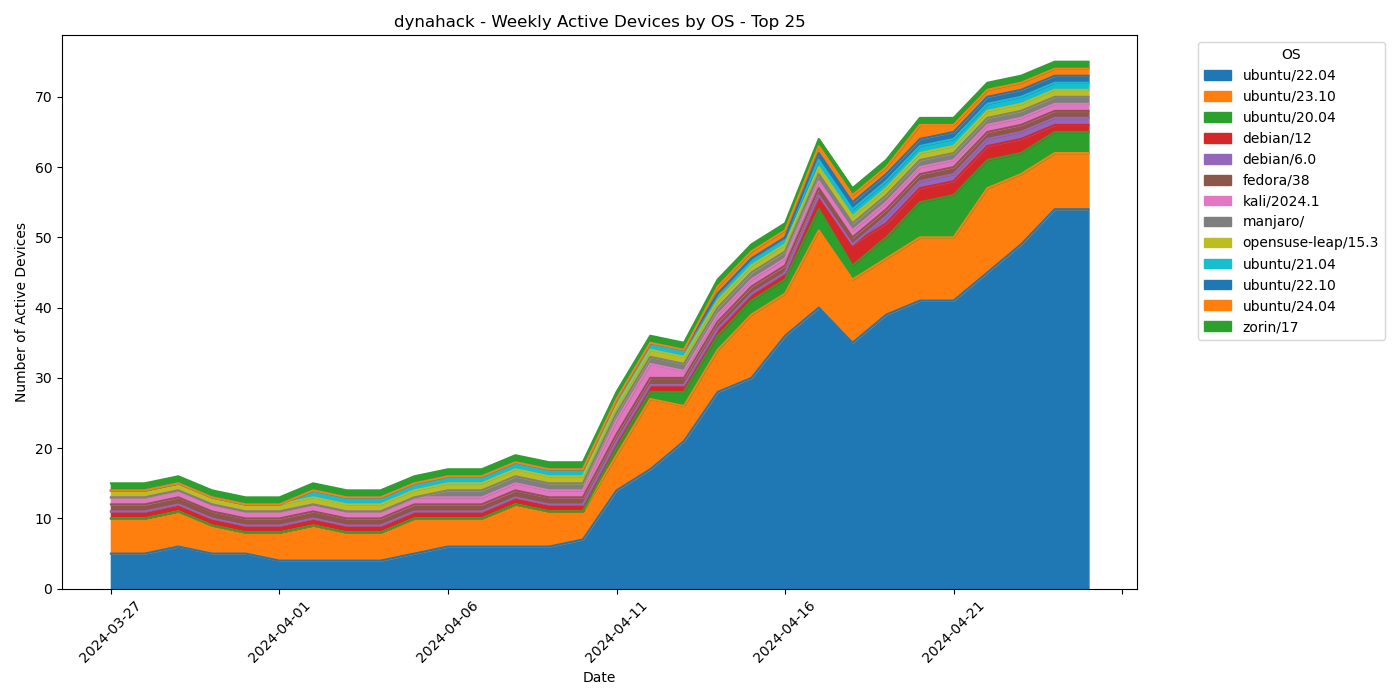 dynahack - Weekly Active Devices by OS - Top 25
Number of Active Devices
70
60
50
40
30
20
10
0
2024-03-27
2024-04-01
2024-04-06
2024-04-11
2024-04-16
2024-04-21
Date
OS
ubuntu/22.04
ubuntu/23.10
ubuntu/20.04
debian/12
debian/6.0
fedora/38
kali/2024.1
manjaro/
opensuse-leap/15.3
ubuntu/21.04
ubuntu/22.10
ubuntu/24.04
zorin/17